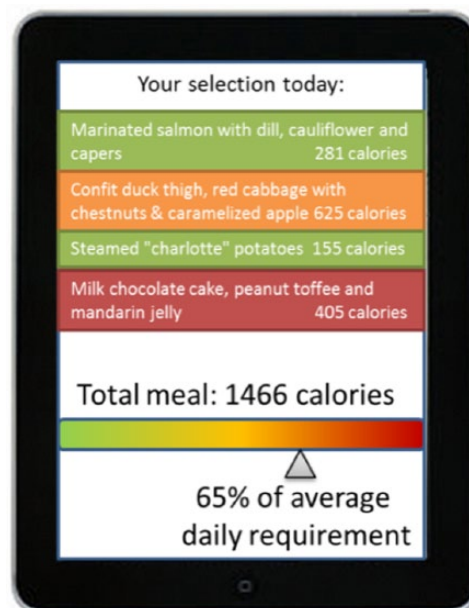 Your selection today:
Marinated salmon with dill, cauliflower and
capers 281 calories
Confit duck thigh, red cabbage with
chestnuts & caramelized apple 625 calories
Steamed "charlotte" potatoes 155 calories
Milk chocolate cake, peanut toffee and
mandarin jelly 405 calories
Total meal: 1466 calories
65% of average
daily requirement